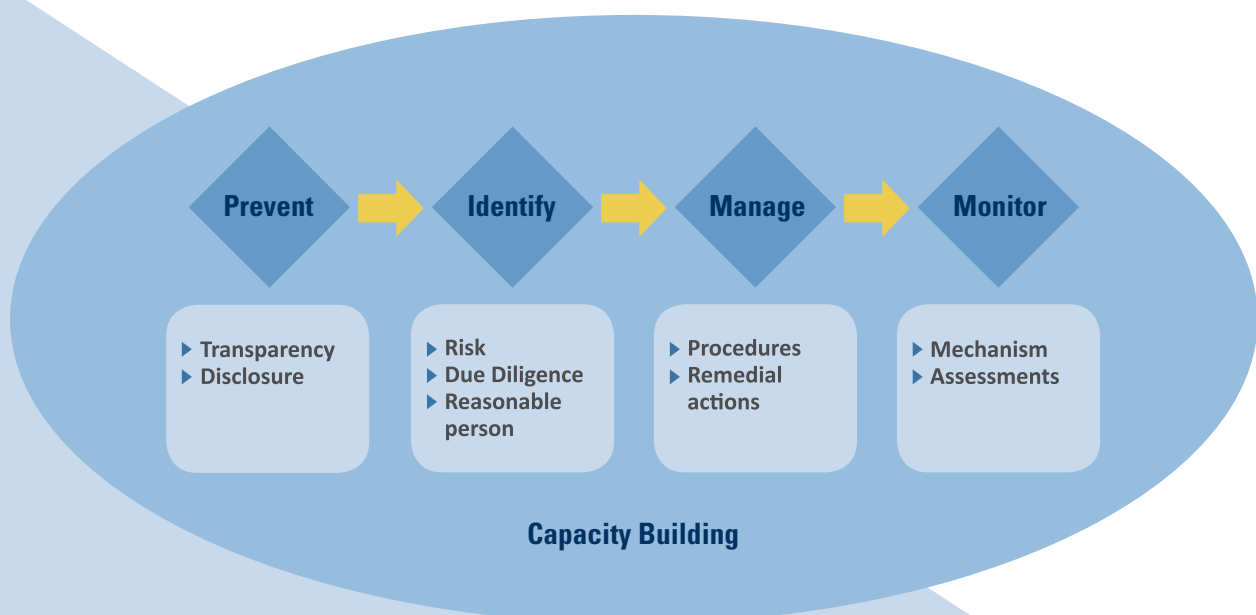 Prevent
Identify
Manage
Monitor
Transparency
Disclosure
Risk
Due Diligence
Reasonable
person
Procedures
Remedial
actions
Mechanism
Assessments
Capacity Building